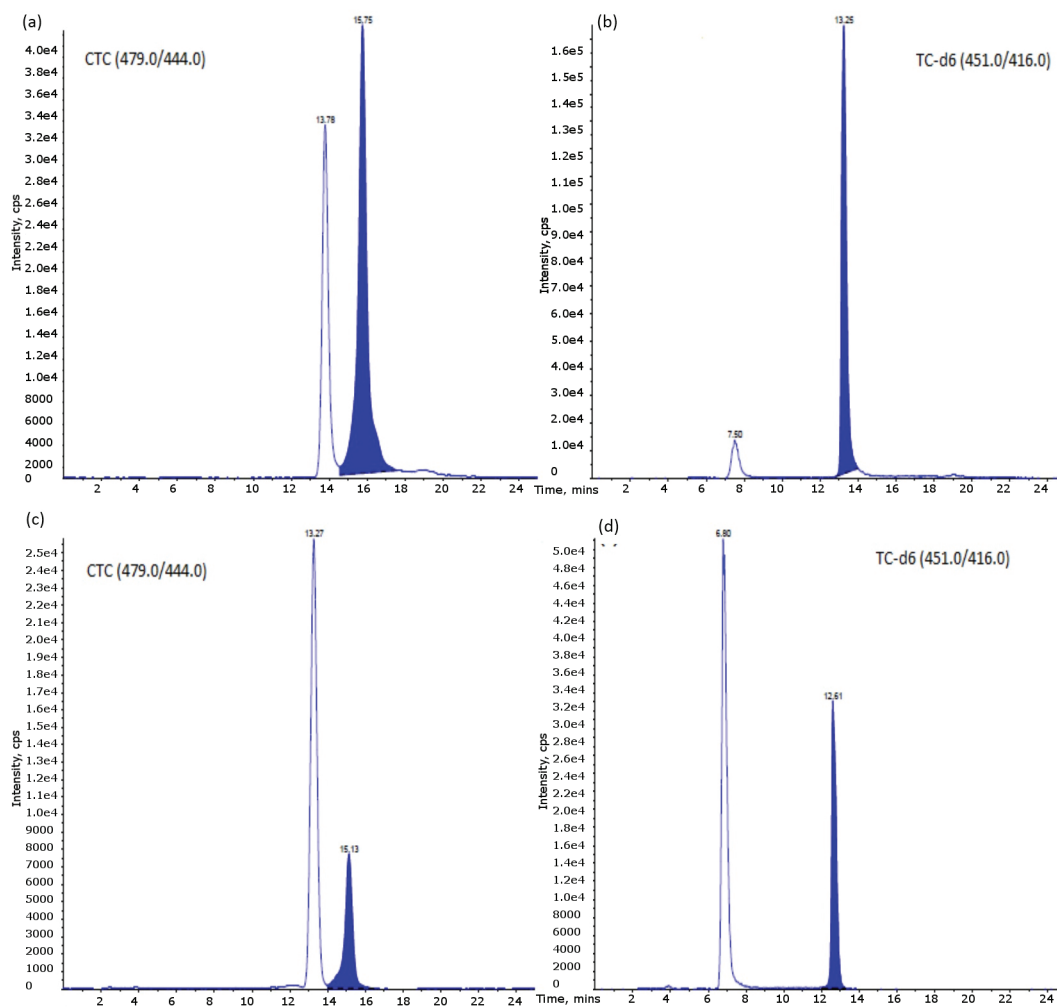 (a)
15,75
CTC (479.0/444.0)
13.78
4.0e4
3.8e4
3.6e4
3.4e4
3.2e4
3.0e4
2.8e4
2.6e4
2.4e4
2.2e4
2.0e4
1.8e4
1.6e4
1.4e4
1.2e4
1.0e4
8000
6000
4000
2000
0
Intensity, cps
2 4 6 8 10 12 14 16 18 20 22 24
Time, mins
(b)
13.25
TC-d6 (451.0/416.0)
7.50
1.6e5
1.6e5
1.4e5
1.3e5
1.2e5
1.1e5
1.0e5
9.0e4
8.0e4
7.0e4
6.0e4
5.0e4
4.0e4
3.0e4
2.0e4
1.0e4
0
Intensity, cps
2 4 6 8 10 12 14 16 18 20 22 24
(c)
13.27
CTC (479.0/444.0)
15,13
2.5e4
2.4e4
2.3e4
2.2e4
2.1e4
2.0e4
1.9e4
1.8e4
1.7e4
1.6e4
1.5e4
1.4e4
1.3e4
1.2e4
1.1e4
1.0e4
9000
8000
7000
6000
5000
4000
3000
2000
1000
0
Intensity, cps
2 4 6 8 10 12 14 16 18 20 22 24
Time, mins
(d)
6.80
TC-d6 (451.0/416.0)
12,61
5.0e4
4.8e4
4.6e4
4.4e4
4.2e4
4.0e4
3.8e4
3.6e4
3.4e4
3.2e4
3.0e4
2.8e4
2.6e4
2.4e4
2.2e4
2.0e4
1.8e4
1.6e4
1.4e4
1.2e4
1.0e4
8000
6000
4000
2000
0
Intensity, cps
2 4 6 8 10 12 14 16 18 20 22 24